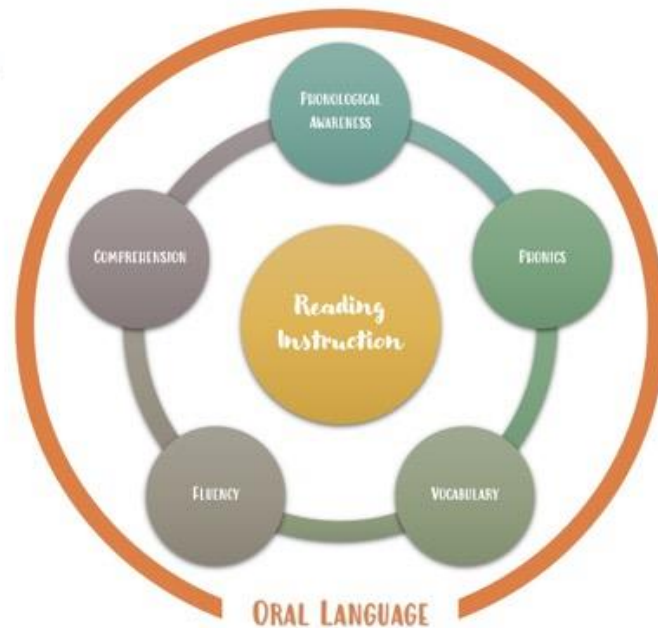 PHONOLOGICAL
AWARENESS
PHONICS
VOCABULARY
FLUENCY
COMPREHENSION
Reading
Instruction
ORAL LANGUAGE